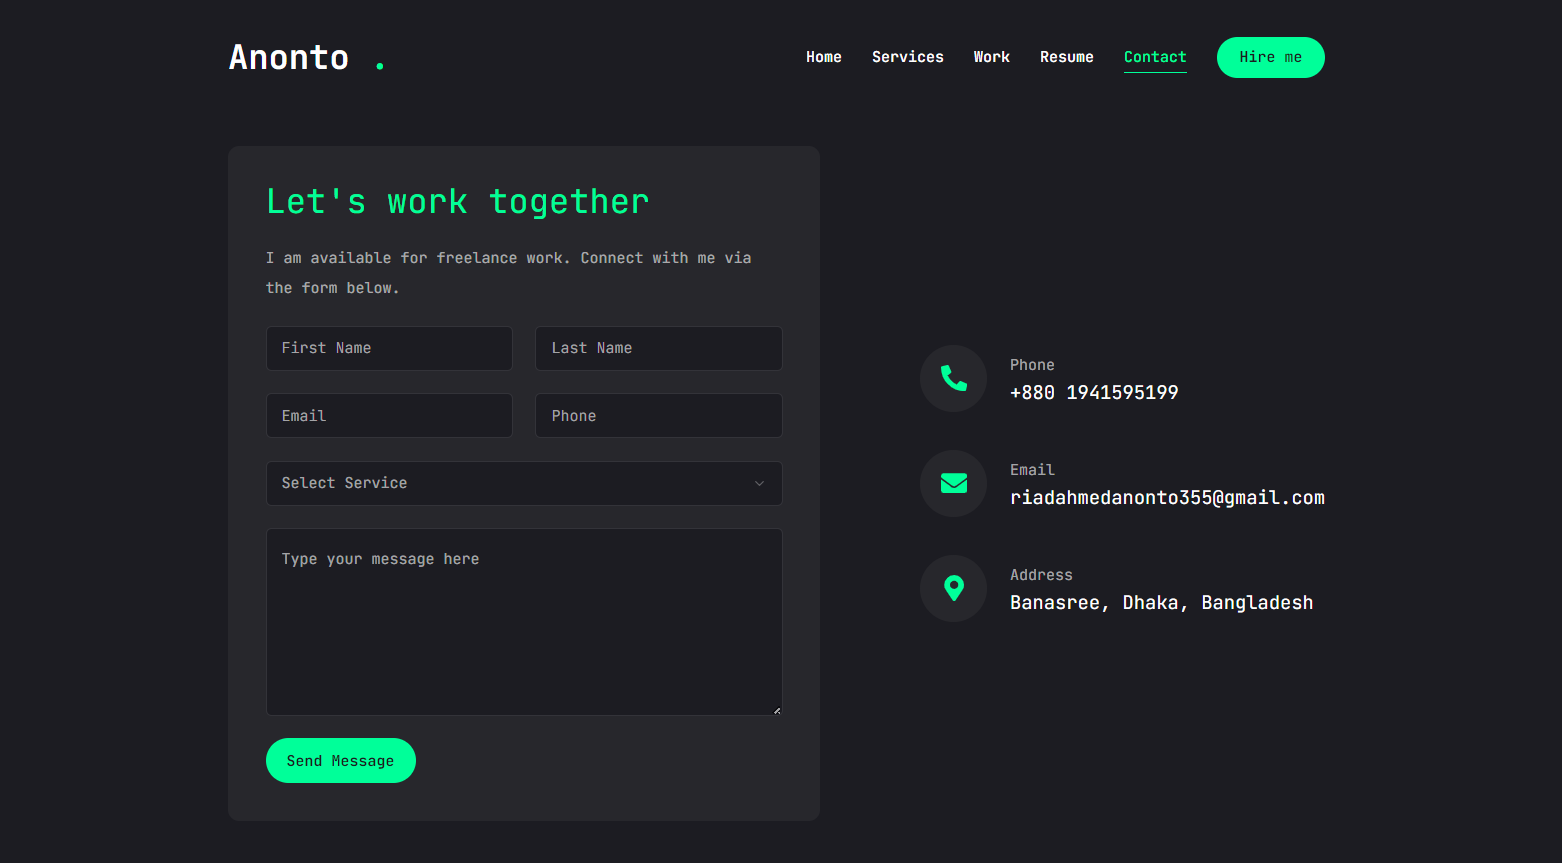 Anonto .
Home Services Work Resume Contact Hire me
Let's work together
I am available for freelance work. Connect with me via
the form below.
First Name Last Name
Email Phone
Select Service
Type your message here
Send Message
Phone
+880 1941595199
Email
riadahmedanonto355@gmail.com
Address
Banasree, Dhaka, Bangladesh